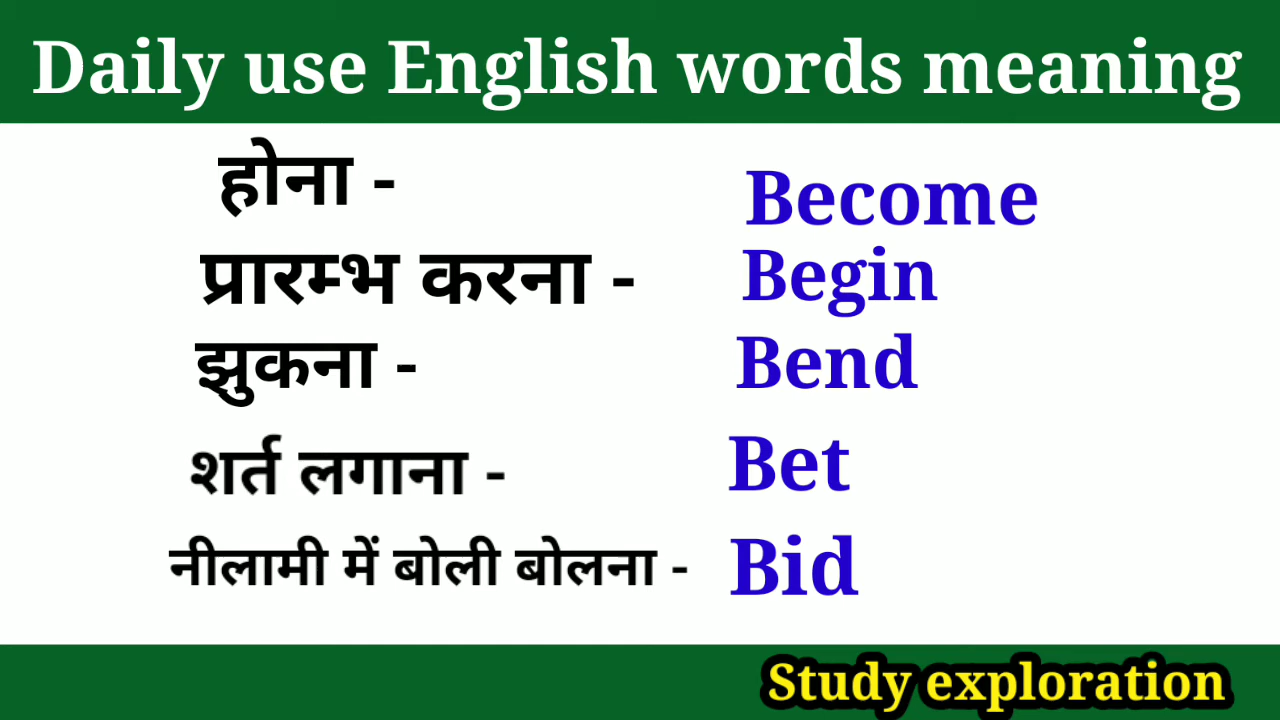 Daily use English words meaning
होना - Become
प्रारम्भ करना - Begin
झुकना - Bend
शर्त लगाना - Bet
नीलामी में बोली बोलना - Bid
Study exploration